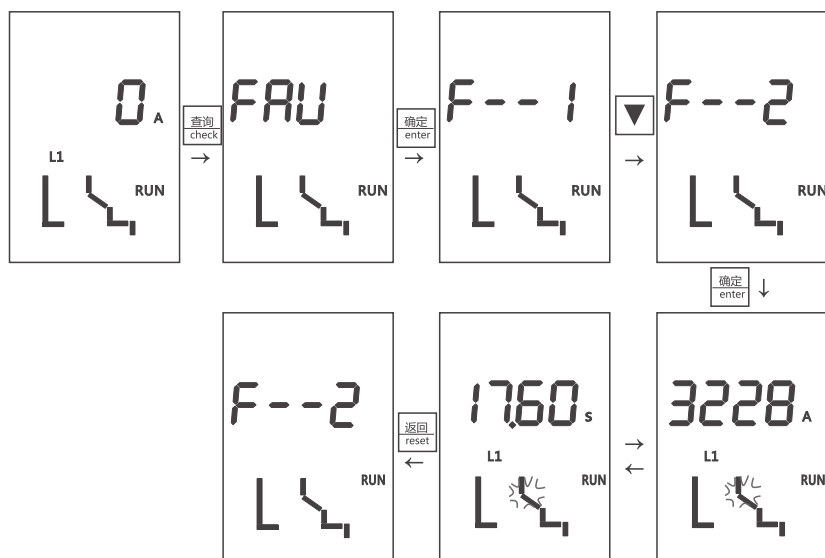 0 A
L1
RUN
查询
check
→
FAU
RUN
确定
enter
→
F--1
RUN
▼
→
F--2
RUN
确定
enter ↓
3228 A
L1
RUN
→
←
17.60 s
L1
RUN
返回
reset
←
F--2
RUN